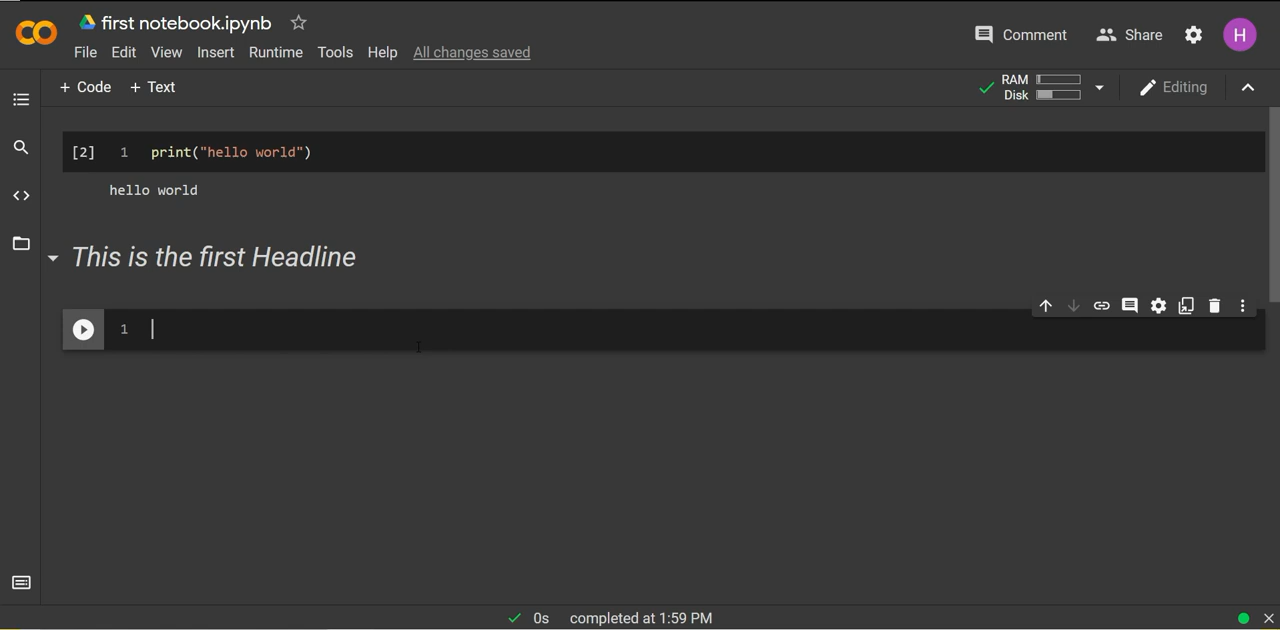 first notebook.ipynb
File Edit View Insert Runtime Tools Help All changes saved
Comment Share H
+ Code + Text
RAM
Disk
Editing
[2] 1 print("hello world")
hello world
This is the first Headline
1
0s completed at 1:59 PM